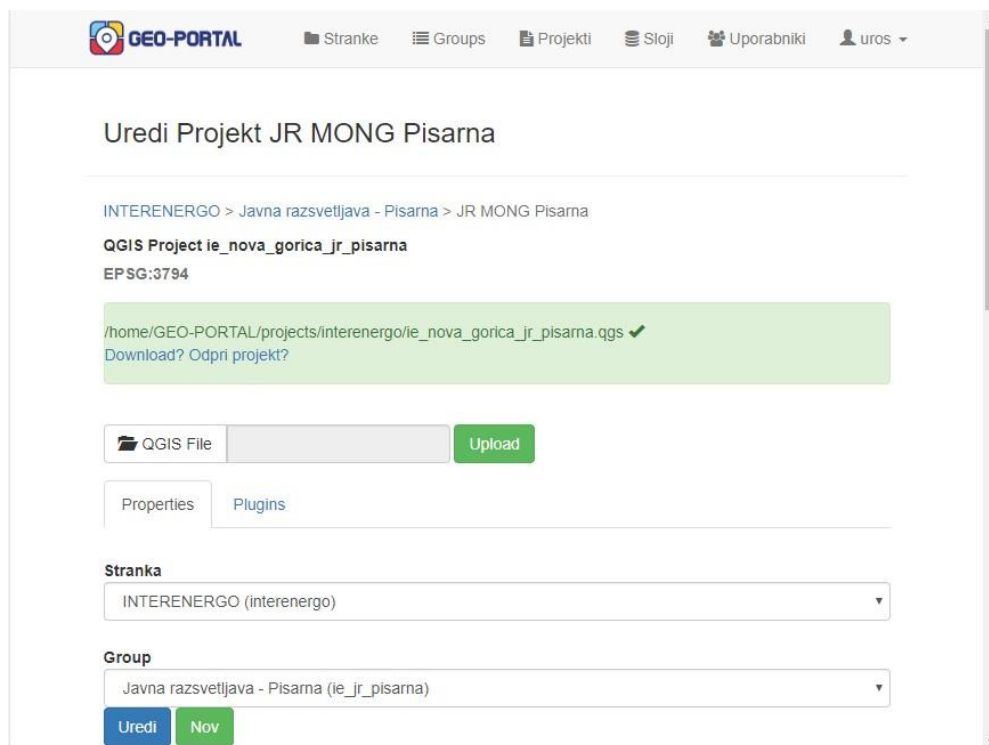 GEO-PORTAL Stranke Groups Projekti Sloji Uporabniki uros
Uredi Projekt JR MONG Pisarna
INTERENERGO > Javna razsvetljava - Pisarna > JR MONG Pisarna
QGIS Project ie_nova_gorica_jr_pisarna
EPSG:3794
/home/GEO-PORTAL/projects/interenergo/ie_nova_gorica_jr_pisarna.qgs
Download? Odpri projekt?
QGIS File Upload
Properties Plugins
Stranka
INTERENERGO (interenergo)
Group
Javna razsvetljava - Pisarna (ie_jr_pisarna)
Uredi Nov